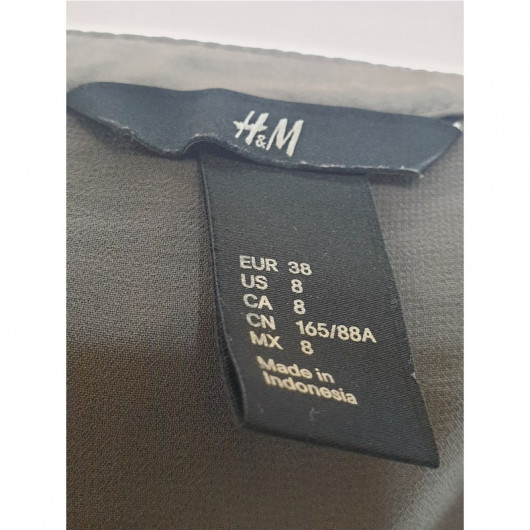 H&M
EUR 38
US 8
CA 8
CN 165/88A
MX 8
Made in
Indonesia